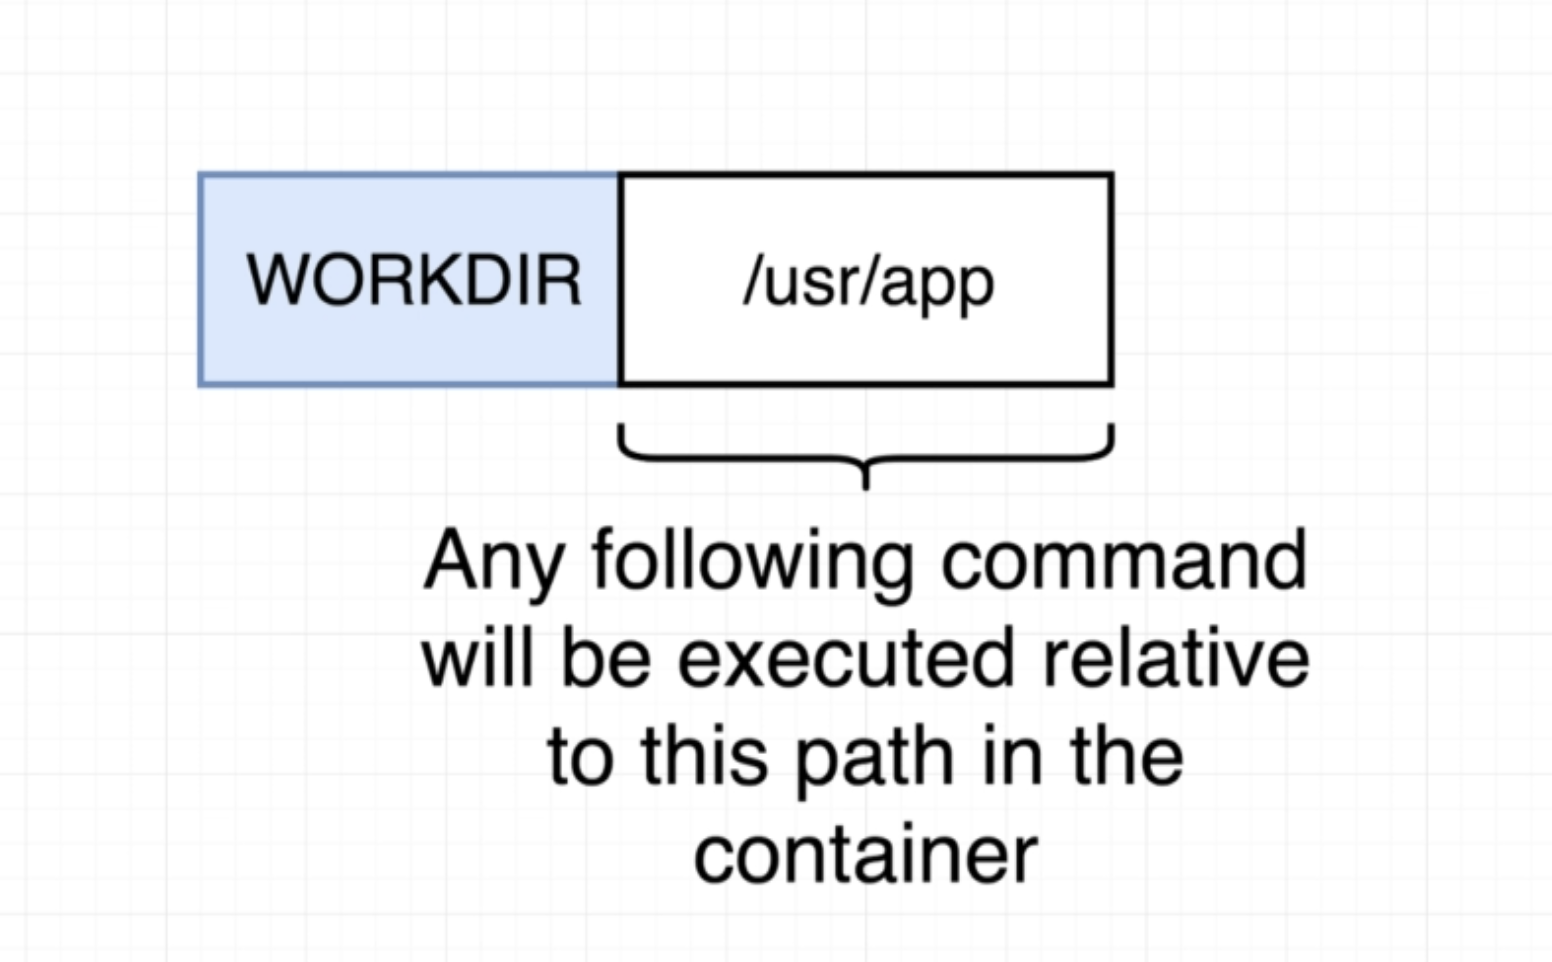 WORKDIR /usr/app
Any following command
will be executed relative
to this path in the
container